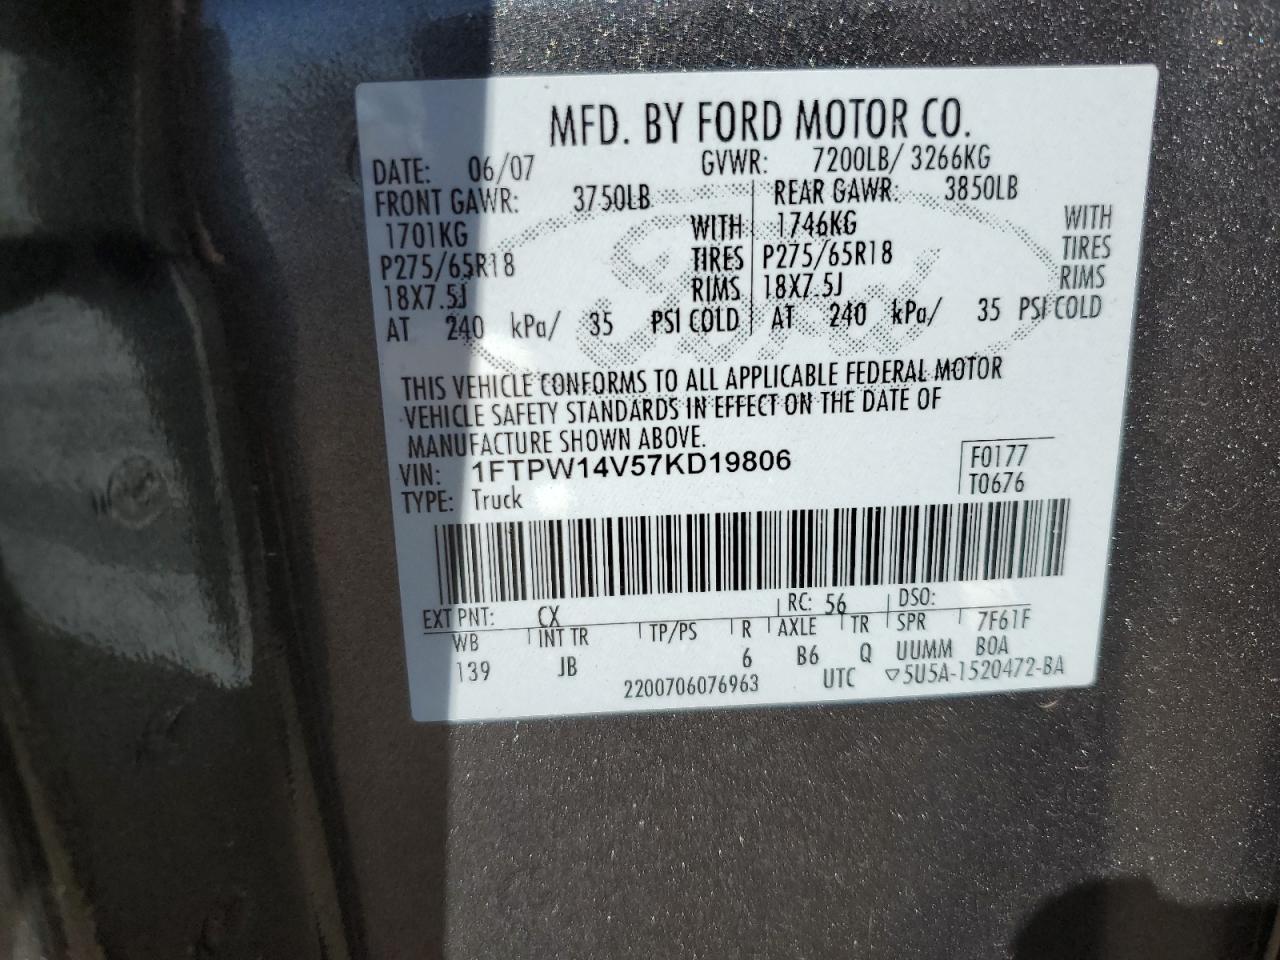 MFD. BY FORD MOTOR CO.
DATE: 06/07 GVWR: 7200LB/ 3266KG
FRONT GAWR: 3750LB REAR GAWR: 3850LB
1701KG WITH 1746KG WITH
P275/65R18 TIRES P275/65R18 TIRES
18X7.5J RIMS 18X7.5J RIMS
AT 240 kPa/ 35 PSI COLD AT 240 kPa/ 35 PSI COLD
THIS VEHICLE CONFORMS TO ALL APPLICABLE FEDERAL MOTOR
VEHICLE SAFETY STANDARDS IN EFFECT ON THE DATE OF
MANUFACTURE SHOWN ABOVE.
VIN: 1FTPW14V57KD19806 F0177
TYPE: Truck T0676
EXT PNT: CX RC: 56 DSO:
WB INT TR TP/PS R AXLE TR SPR 7F61F
139 JB 6 B6 Q UUMM B0A
2200706076963 UTC ▽5U5A-1520472-BA